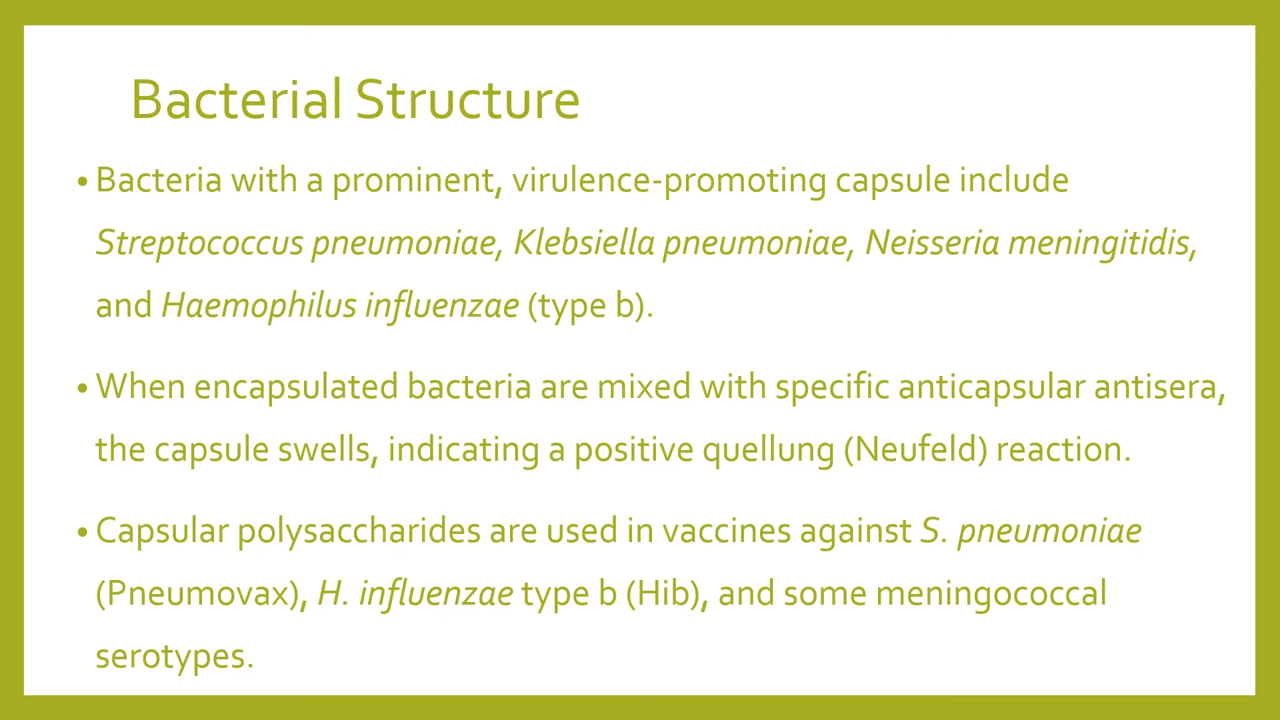 Bacterial Structure
• Bacteria with a prominent, virulence-promoting capsule include
Streptococcus pneumoniae, Klebsiella pneumoniae, Neisseria meningitidis,
and Haemophilus influenzae (type b).
• When encapsulated bacteria are mixed with specific anticapsular antisera,
the capsule swells, indicating a positive quellung (Neufeld) reaction.
• Capsular polysaccharides are used in vaccines against S. pneumoniae
(Pneumovax), H. influenzae type b (Hib), and some meningococcal
serotypes.